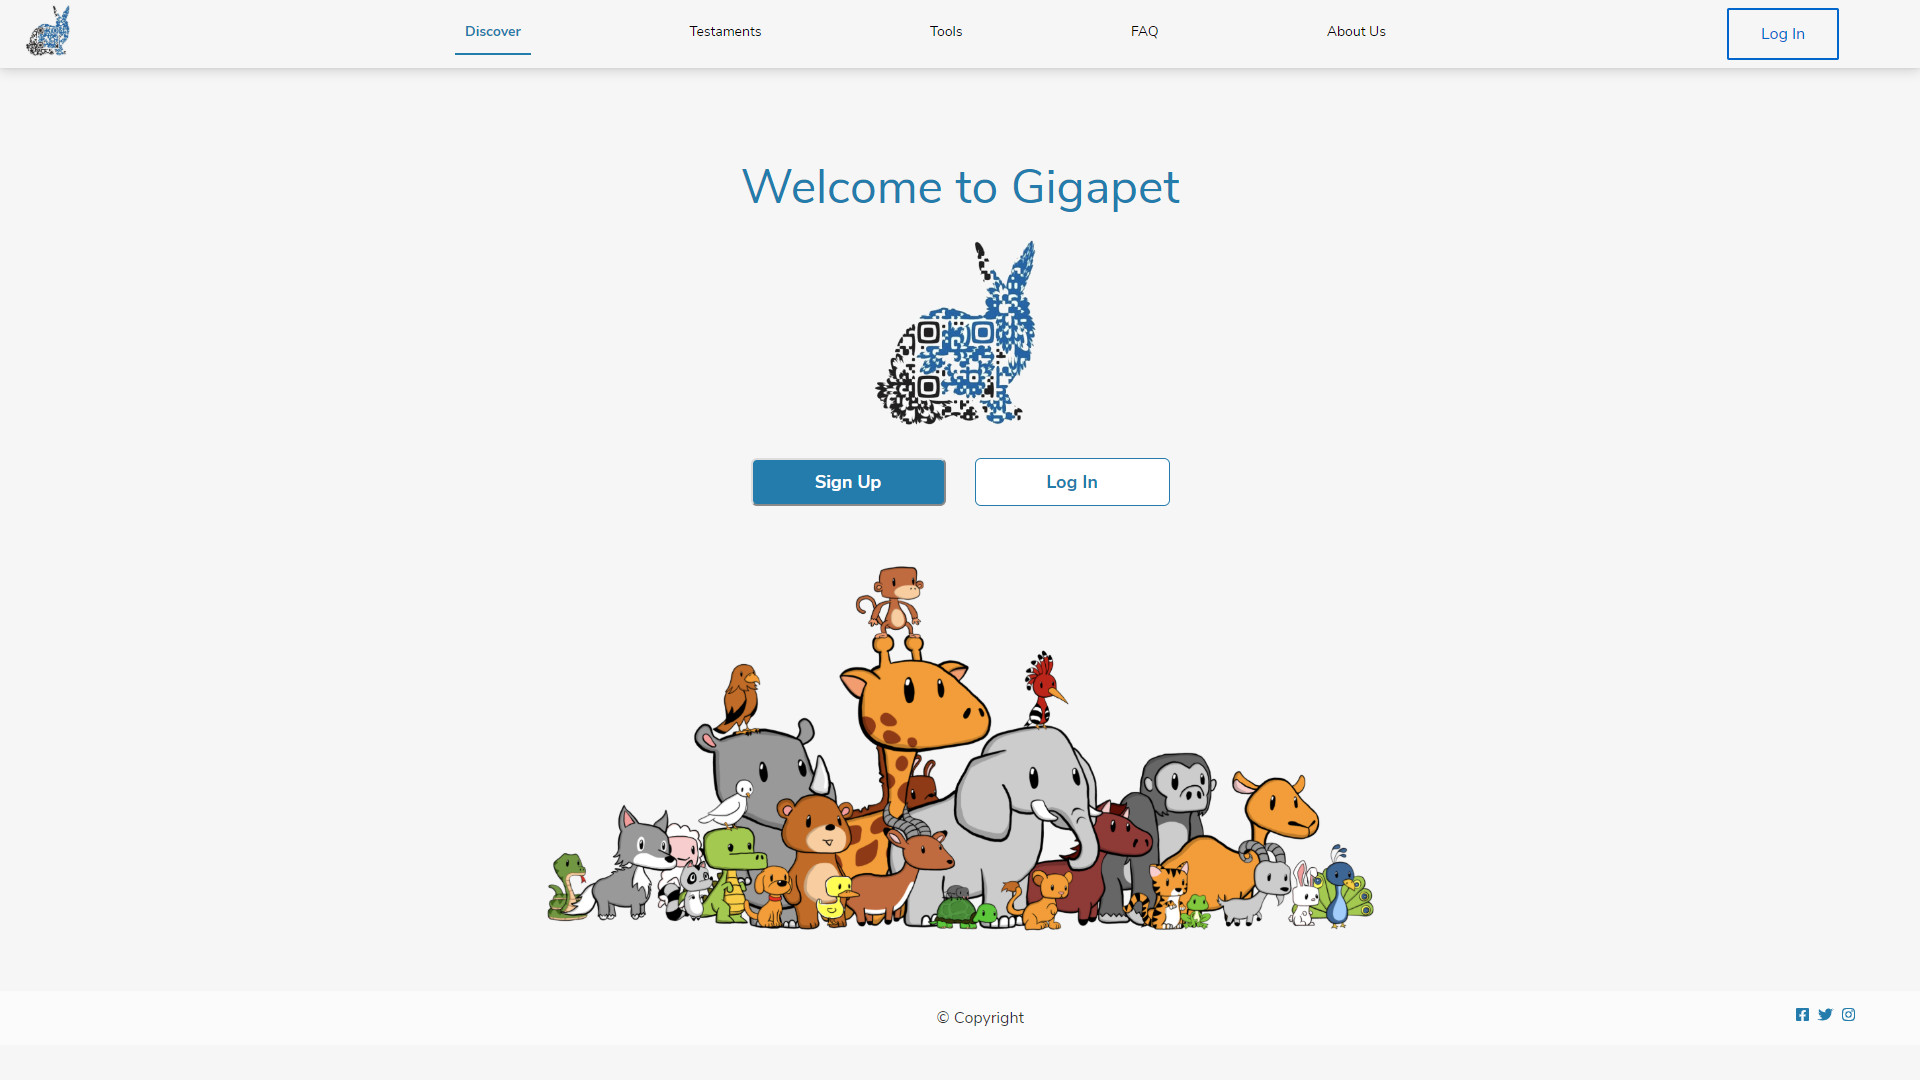 Discover
Testaments
Tools
FAQ
About Us
Log In
Welcome to Gigapet
Sign Up
Log In
© Copyright